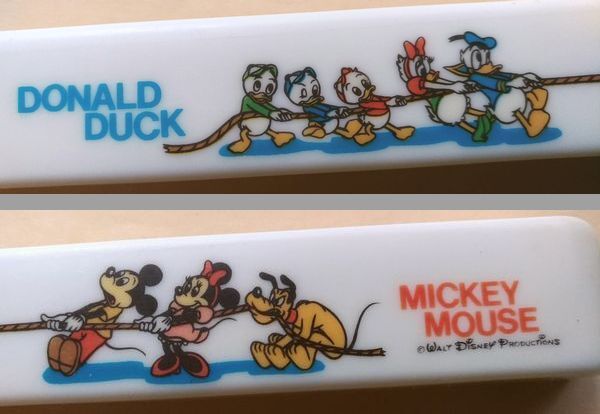 DONALD
DUCK
MICKEY
MOUSE
© WALT DISNEY PRODUCTIONS